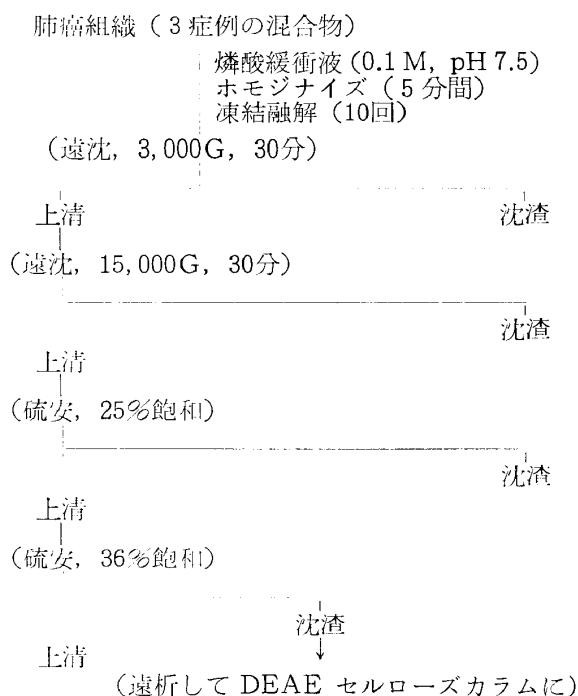 肺癌組織（3症例の混合物）
燐酸緩衝液 (0.1 M, pH 7.5)
ホモジナイズ（5分間）
凍結融解（10回）
（遠沈, 3,000G, 30分）
上清 沈渣
（遠沈, 15,000G, 30分）
沈渣
上清
（硫安, 25%飽和）
沈渣
上清
（硫安, 36%飽和）
沈渣
上清
（遠析して DEAE セルローズカラムに）